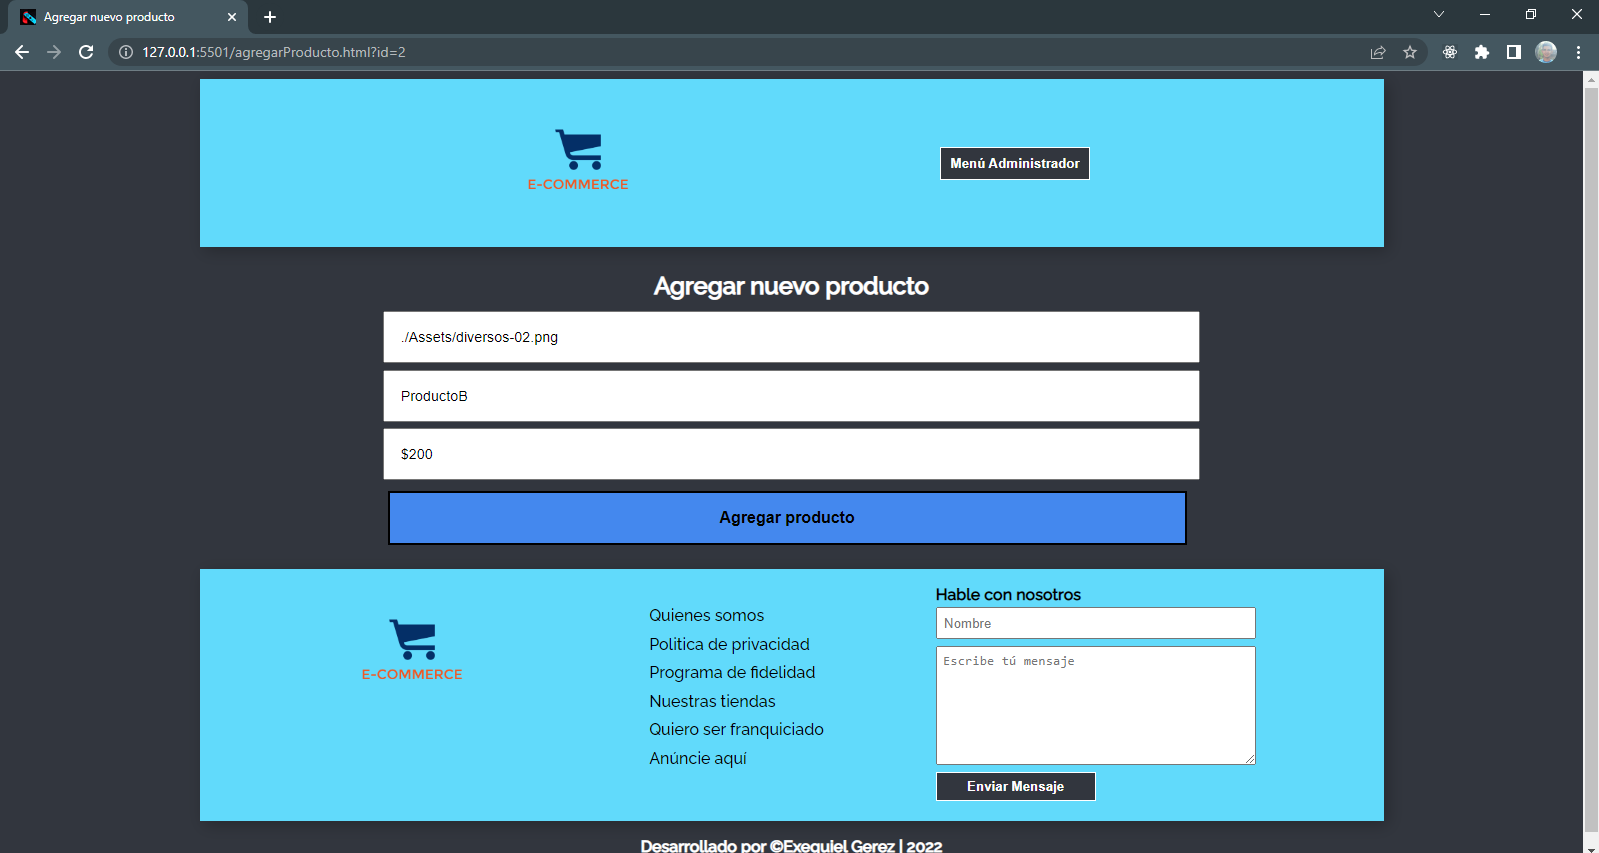 Agregar nuevo producto
127.0.0.1:5501/agregarProducto.html?id=2
E-COMMERCE
Menú Administrador
Agregar nuevo producto
./Assets/diversos-02.png
ProductoB
$200
Agregar producto
E-COMMERCE
Quienes somos
Politica de privacidad
Programa de fidelidad
Nuestras tiendas
Quiero ser franquiciado
Anúncie aquí
Hable con nosotros
Nombre
Escribe tú mensaje
Enviar Mensaje
Desarrollado por ©Exequiel Gerez | 2022